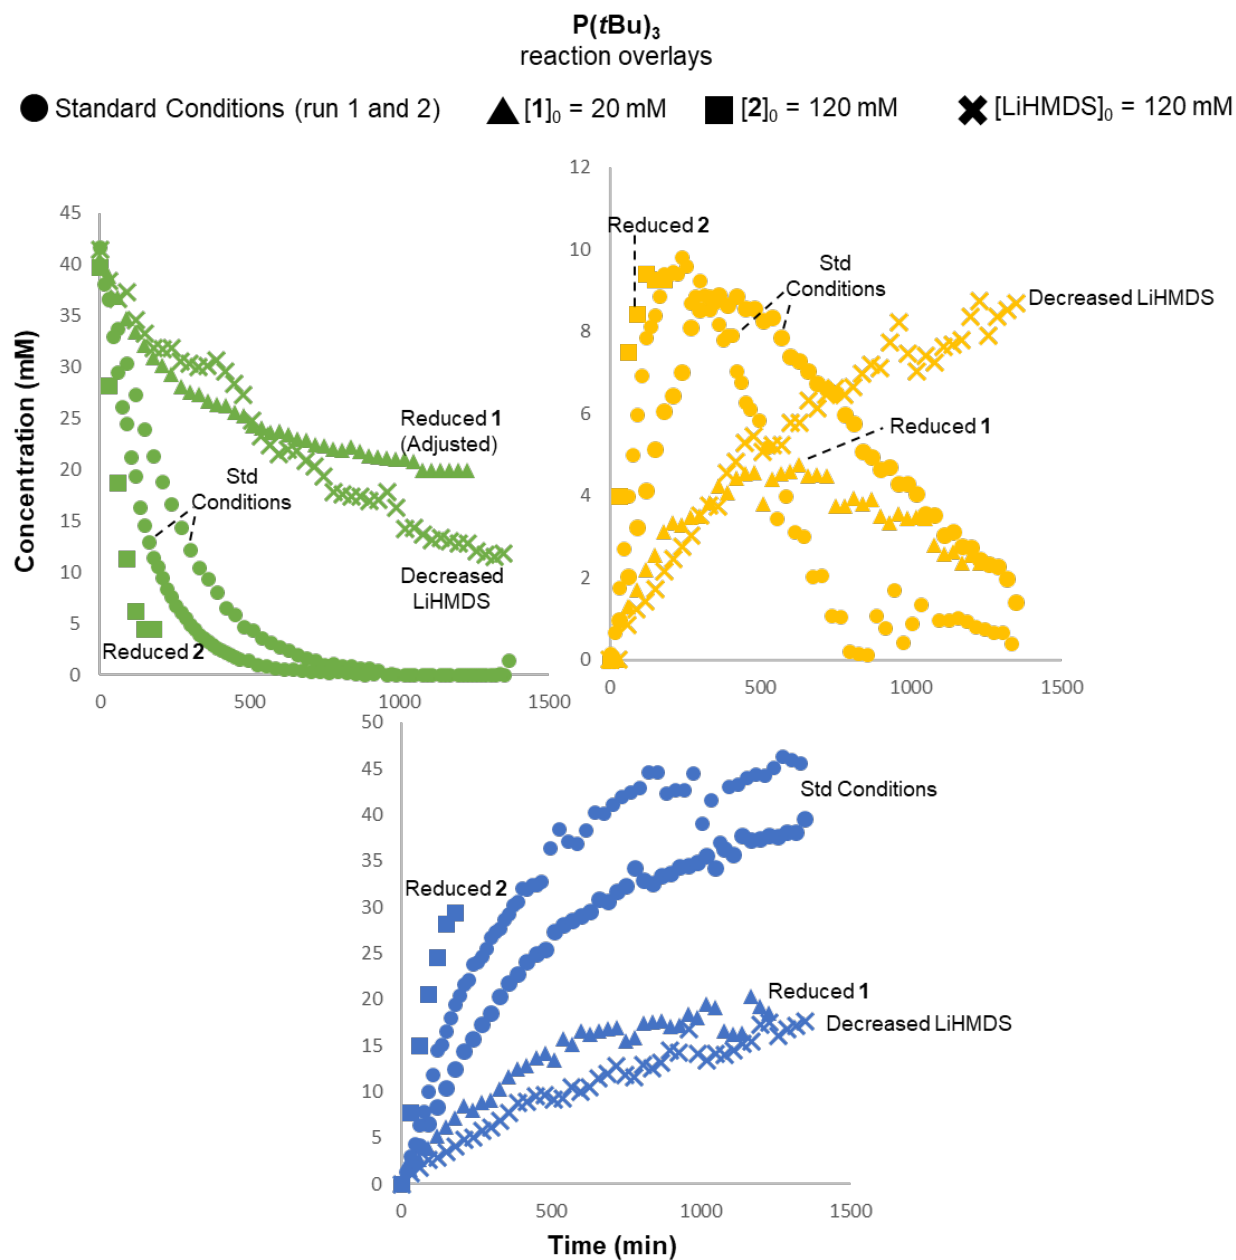 P(tBu)₃
reaction overlays
Standard Conditions (run 1 and 2) [1]₀ = 20 mM [2]₀ = 120 mM [LiHMDS]₀ = 120 mM
Concentration (mM)
45
40
35
30
25
20
15
10
5
0
0 500 1000 1500
Reduced 1
(Adjusted)
Std
Conditions
Decreased
LiHMDS
Reduced 2
12
10
8
6
4
2
0
0 500 1000 1500
Reduced 2
Std
Conditions
Decreased LiHMDS
Reduced 1
50
45
40
35
30
25
20
15
10
5
0
0 500 1000 1500
Std Conditions
Reduced 2
Reduced 1
Decreased LiHMDS
Time (min)